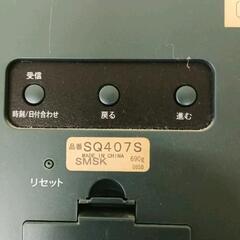 受信
時刻/日付合わせ
戻る
進む
品番 SQ407S
MADE IN CHINA
SMSK 690g
リセット